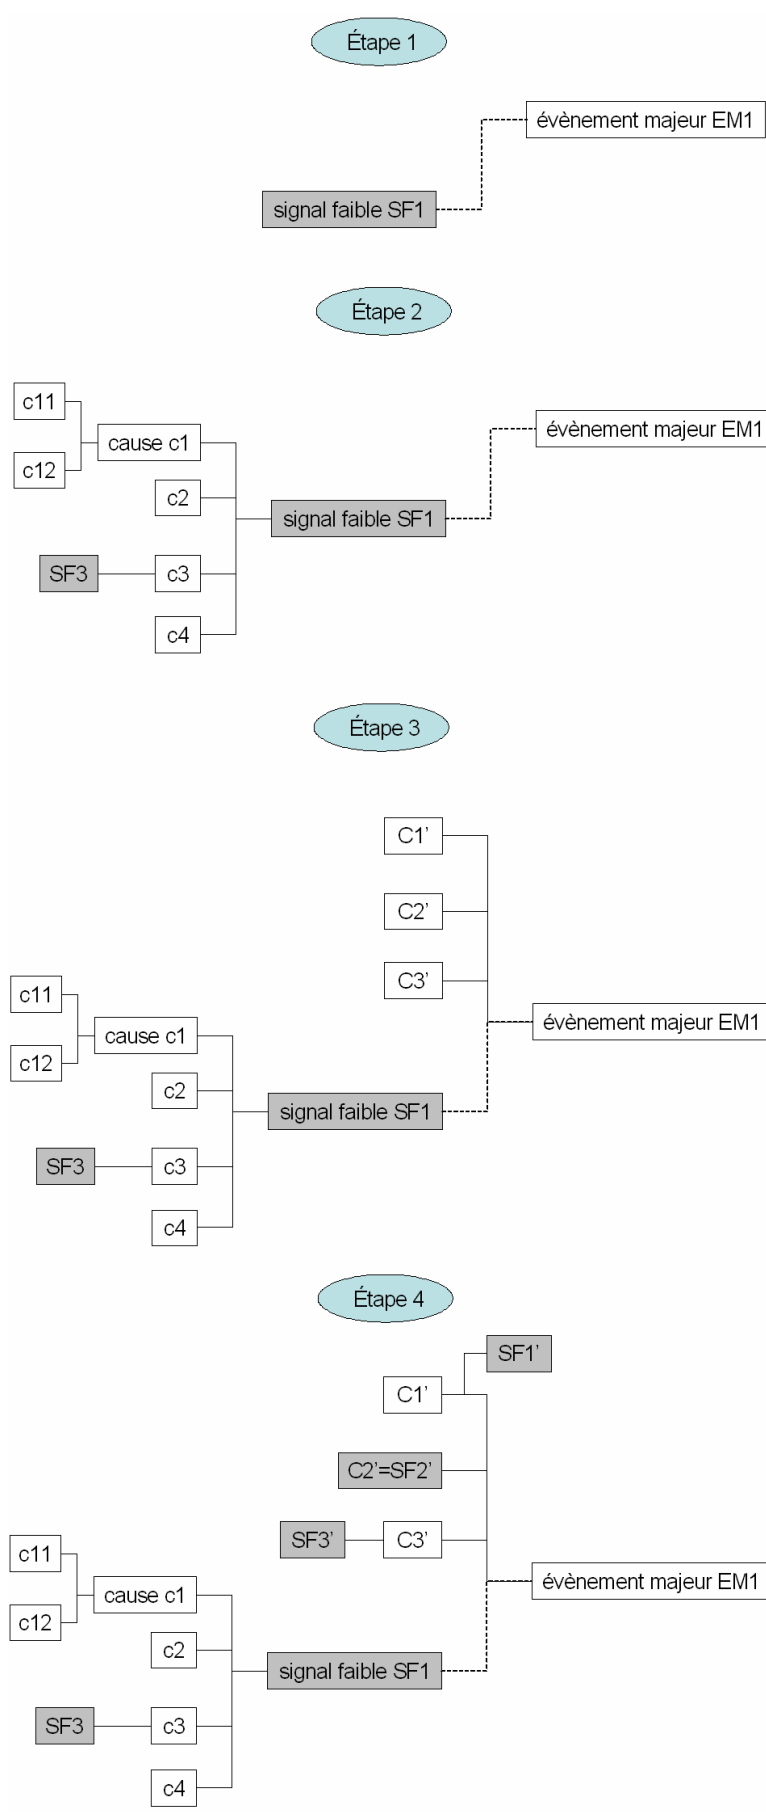 Étape 1
évènement majeur EM1
signal faible SF1
Étape 2
c11
évènement majeur EM1
cause c1
c12
c2
signal faible SF1
SF3
c3
c4
Étape 3
C1’
C2’
C3’
c11
évènement majeur EM1
cause c1
c12
c2
signal faible SF1
SF3
c3
c4
Étape 4
SF1’
C1’
C2’=SF2’
SF3’
C3’
c11
évènement majeur EM1
cause c1
c12
c2
signal faible SF1
SF3
c3
c4